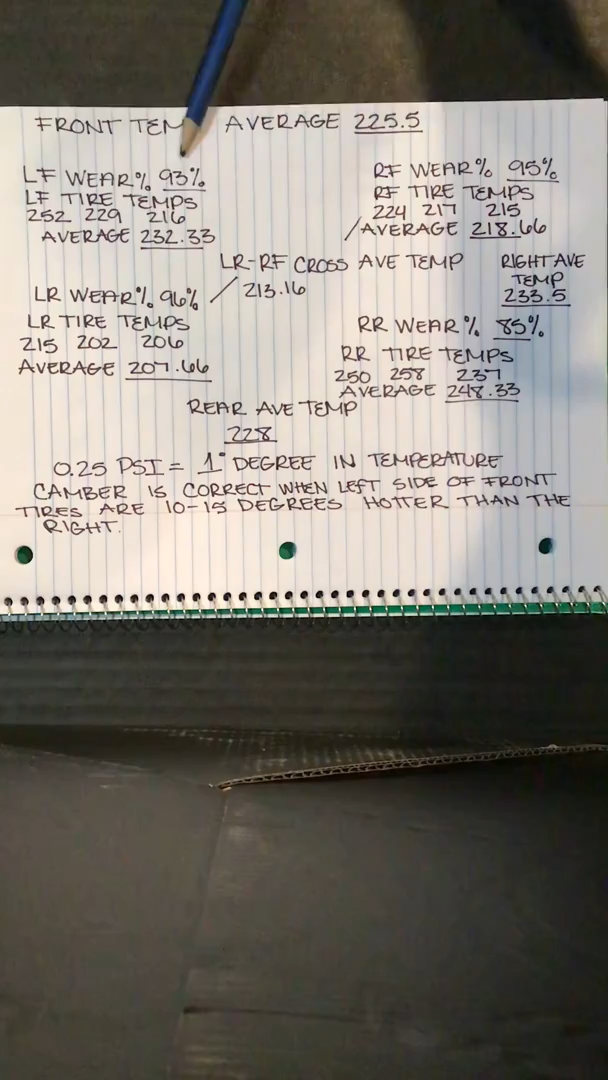 FRONT TEM AVERAGE 225.5
LF WEAR% 93%
LF TIRE TEMPS
252 229 216
AVERAGE 232.33
RF WEAR% 95%
RF TIRE TEMPS
224 217 215
/AVERAGE 218.66
LR-RF CROSS AVE TEMP
/ 213.16
RIGHT AVE
TEMP
233.5
LR WEAR% 96%
LR TIRE TEMPS
215 202 206
AVERAGE 207.66
RR WEAR% 85%
RR TIRE TEMPS
250 258 237
AVERAGE 248.33
REAR AVE TEMP
228
0.25 PSI = 1° DEGREE IN TEMPERATURE
CAMBER IS CORRECT WHEN LEFT SIDE OF FRONT
TIRES ARE 10-15 DEGREES HOTTER THAN THE
RIGHT.